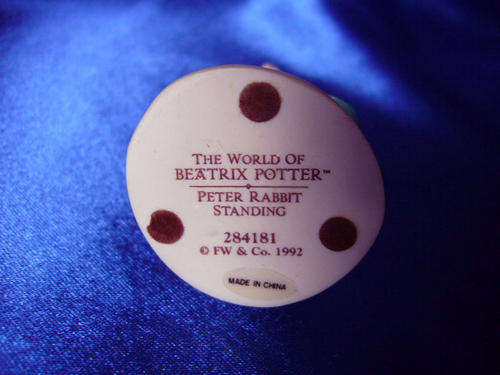 THE WORLD OF
BEATRIX POTTER™
PETER RABBIT
STANDING
284181
© FW & CO. 1992
MADE IN CHINA